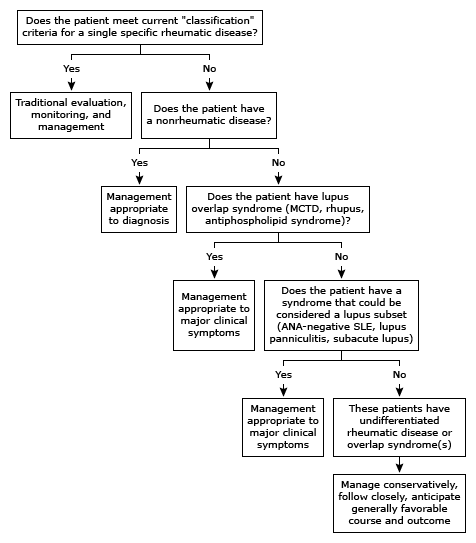 Does the patient meet current "classification"
criteria for a single specific rheumatic disease?
Yes
No
Traditional evaluation,
monitoring, and
management
Does the patient have
a nonrheumatic disease?
Yes
No
Management
appropriate
to diagnosis
Does the patient have lupus
overlap syndrome (MCTD, rhupus,
antiphospholipid syndrome)?
Yes
No
Management
appropriate to
major clinical
symptoms
Does the patient have a
syndrome that could be
considered a lupus subset
(ANA-negative SLE, lupus
panniculitis, subacute lupus)
Yes
No
Management
appropriate to
major clinical
symptoms
These patients have
undifferentiated
rheumatic disease or
overlap syndrome(s)
Manage conservatively,
follow closely, anticipate
generally favorable
course and outcome